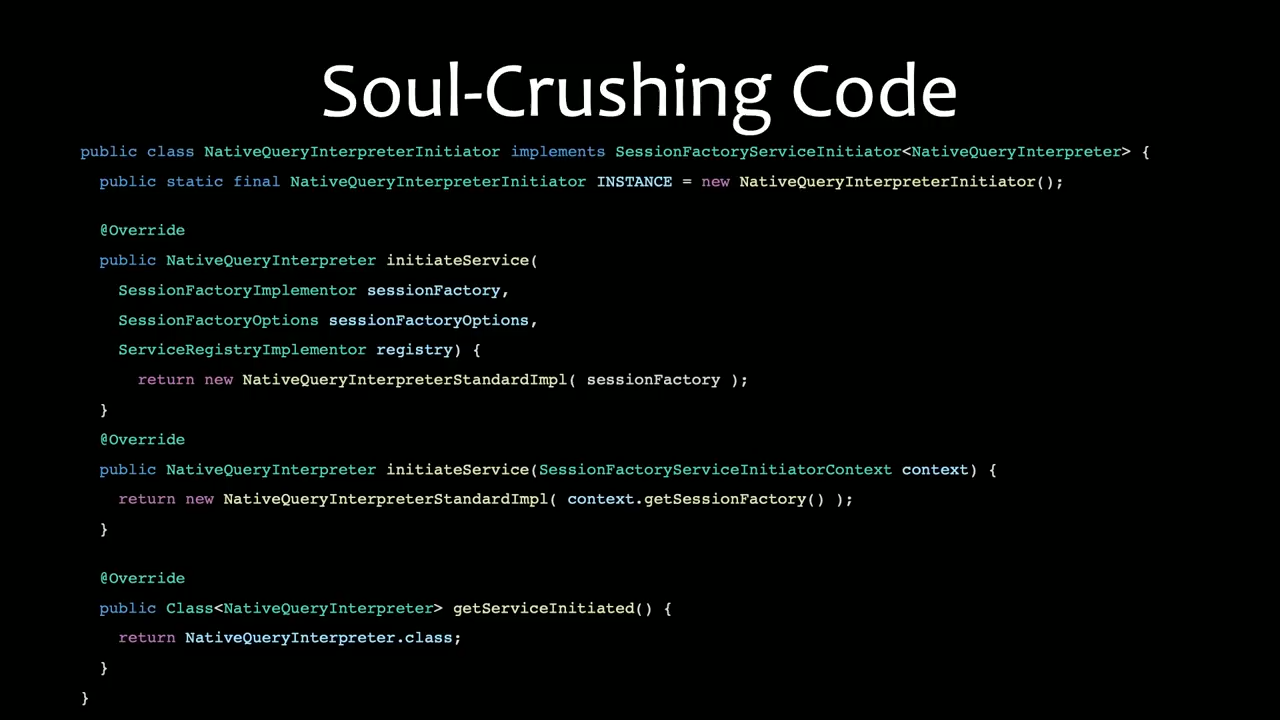 Soul-Crushing Code
public class NativeQueryInterpreterInitiator implements SessionFactoryServiceInitiator<NativeQueryInterpreter> {
public static final NativeQueryInterpreterInitiator INSTANCE = new NativeQueryInterpreterInitiator();
@Override
public NativeQueryInterpreter initiateService(
SessionFactoryImplementor sessionFactory,
SessionFactoryOptions sessionFactoryOptions,
ServiceRegistryImplementor registry) {
return new NativeQueryInterpreterStandardImpl( sessionFactory );
}
@Override
public NativeQueryInterpreter initiateService(SessionFactoryServiceInitiatorContext context) {
return new NativeQueryInterpreterStandardImpl( context.getSessionFactory() );
}
@Override
public Class<NativeQueryInterpreter> getServiceInitiated() {
return NativeQueryInterpreter.class;
}
}